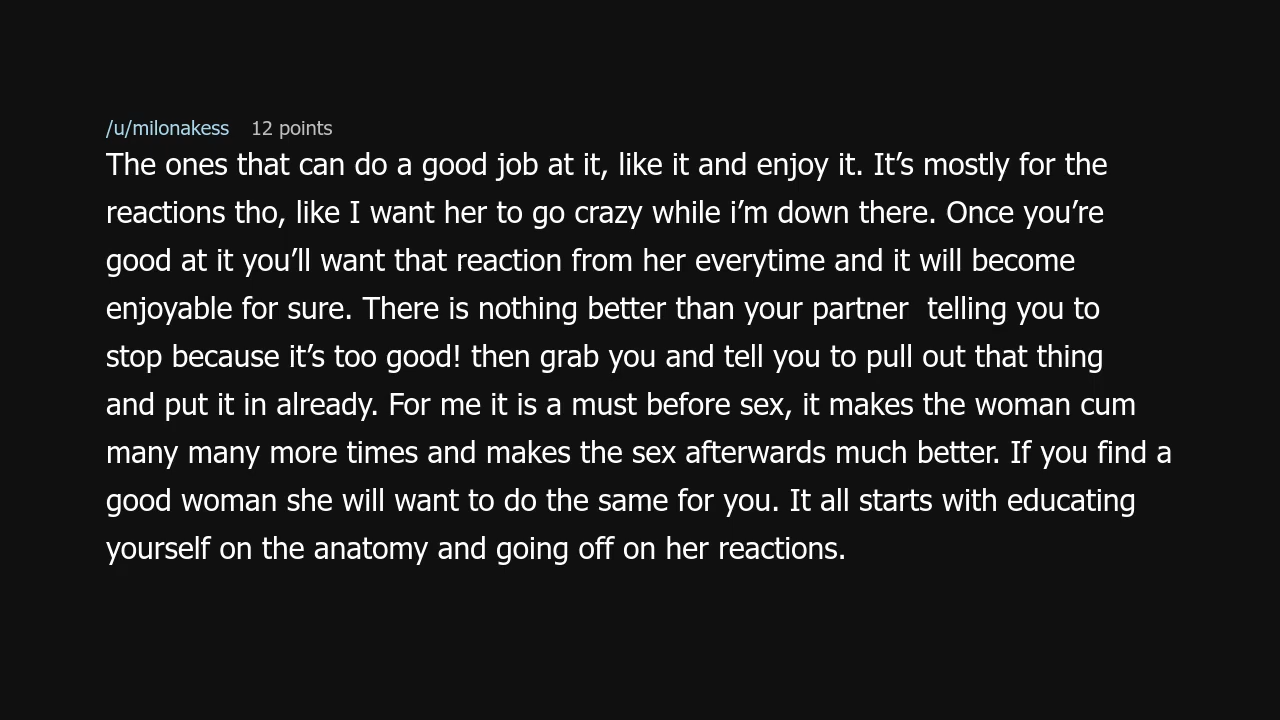 /u/milonakess 12 points
The ones that can do a good job at it, like it and enjoy it. It’s mostly for the
reactions tho, like I want her to go crazy while i’m down there. Once you’re
good at it you’ll want that reaction from her everytime and it will become
enjoyable for sure. There is nothing better than your partner  telling you to
stop because it’s too good! then grab you and tell you to pull out that thing
and put it in already. For me it is a must before sex, it makes the woman cum
many many more times and makes the sex afterwards much better. If you find a
good woman she will want to do the same for you. It all starts with educating
yourself on the anatomy and going off on her reactions.